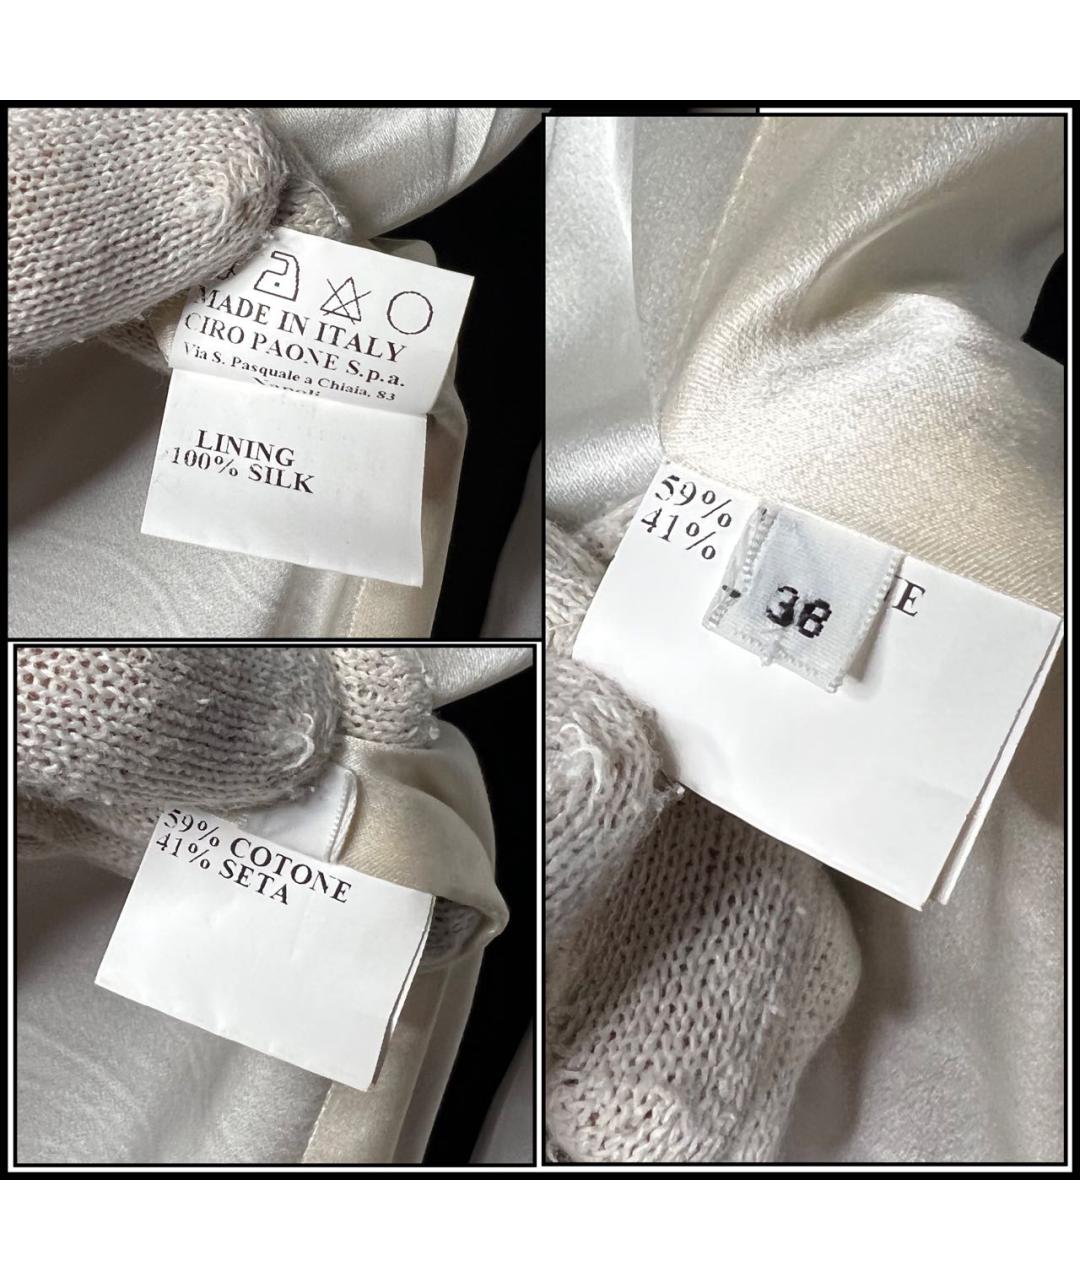 MADE IN ITALY
CIRO PAONE S.p.a.
Via S. Pasquale a Chiaia, 83
Napoli
LINING
100% SILK
59% COTONE
41% SETA
59%
41%
38